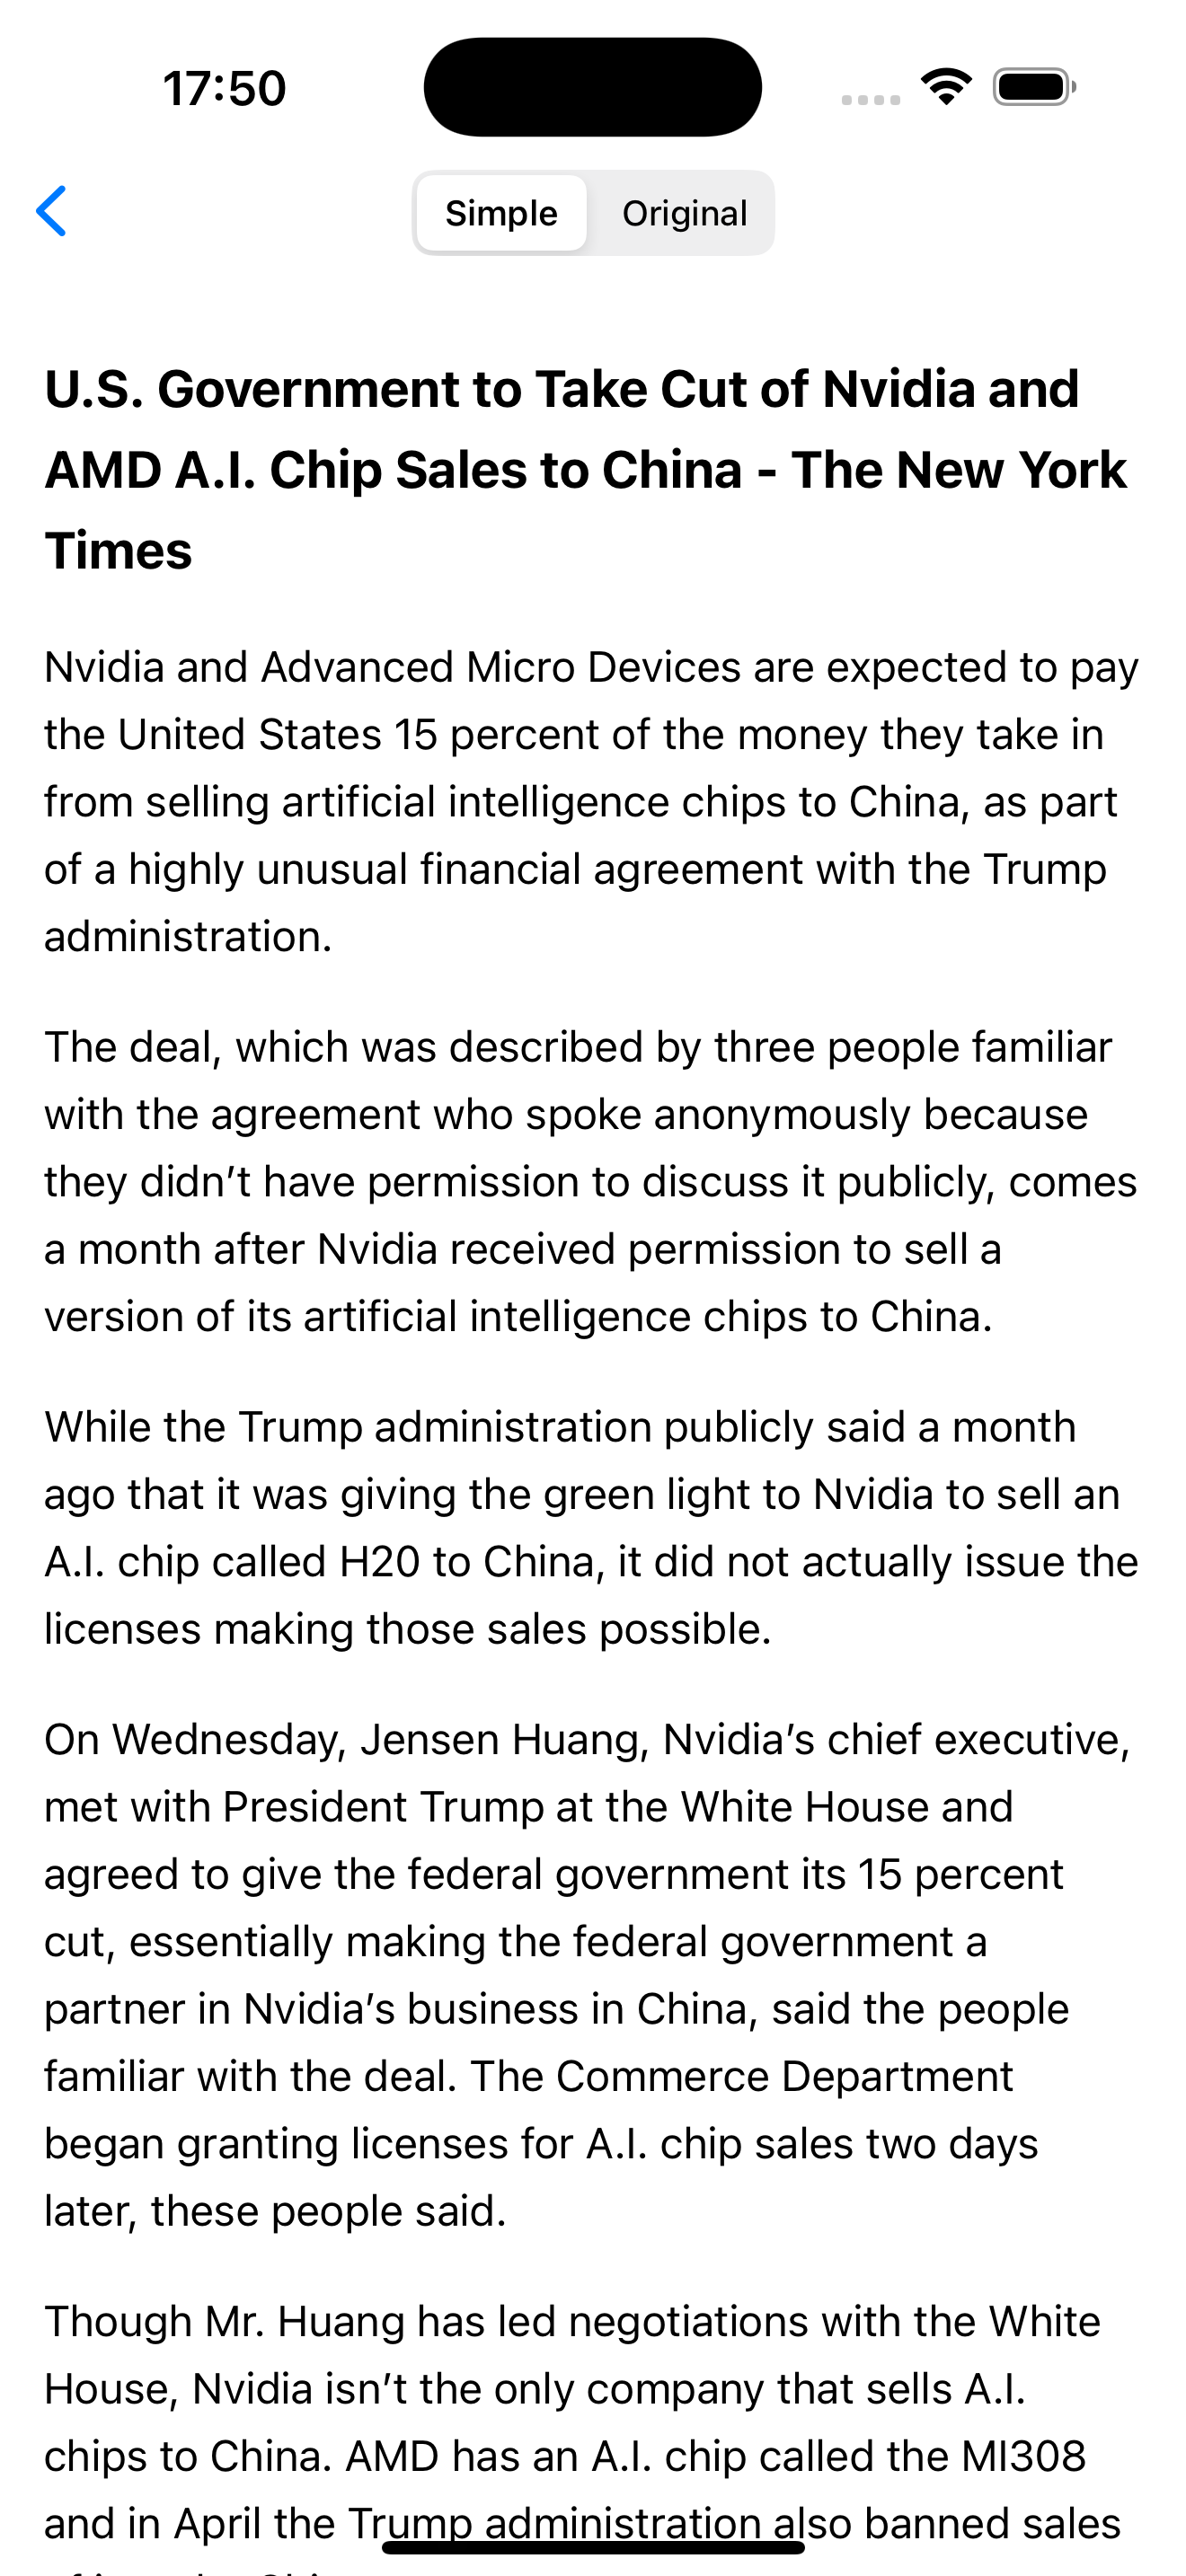 17:50
Simple Original
U.S. Government to Take Cut of Nvidia and
AMD A.I. Chip Sales to China - The New York
Times
Nvidia and Advanced Micro Devices are expected to pay
the United States 15 percent of the money they take in
from selling artificial intelligence chips to China, as part
of a highly unusual financial agreement with the Trump
administration.
The deal, which was described by three people familiar
with the agreement who spoke anonymously because
they didn’t have permission to discuss it publicly, comes
a month after Nvidia received permission to sell a
version of its artificial intelligence chips to China.
While the Trump administration publicly said a month
ago that it was giving the green light to Nvidia to sell an
A.I. chip called H20 to China, it did not actually issue the
licenses making those sales possible.
On Wednesday, Jensen Huang, Nvidia’s chief executive,
met with President Trump at the White House and
agreed to give the federal government its 15 percent
cut, essentially making the federal government a
partner in Nvidia’s business in China, said the people
familiar with the deal. The Commerce Department
began granting licenses for A.I. chip sales two days
later, these people said.
Though Mr. Huang has led negotiations with the White
House, Nvidia isn’t the only company that sells A.I.
chips to China. AMD has an A.I. chip called the MI308
and in April the Trump administration also banned sales